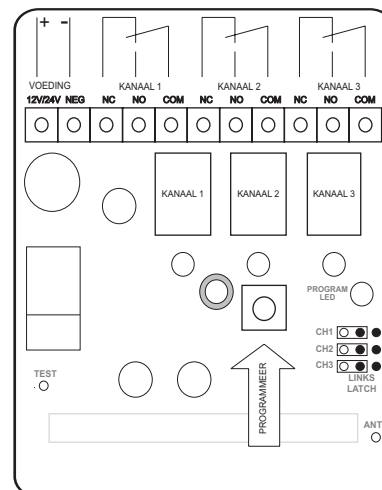 + -
VOEDING KANAAL 1 KANAAL 2 KANAAL 3
12V/24V NEG NC NO COM NC NO COM NC NO COM
KANAAL 1 KANAAL 2 KANAAL 3
PROGRAM
LED
CH1
CH2
CH3
LINKS
LATCH
TEST
PROGRAMMEER
ANT